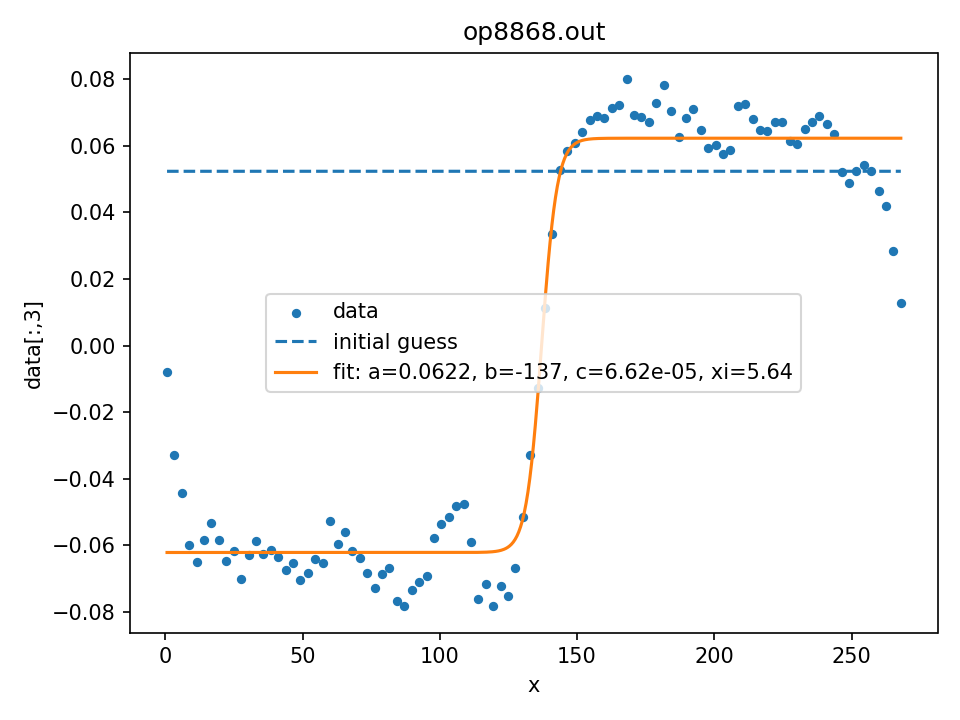 op8868.out
data[:,3]
0.08
0.06
0.04
0.02
0.00
−0.02
−0.04
−0.06
−0.08
data
initial guess
fit: a=0.0622, b=-137, c=6.62e-05, xi=5.64
0 50 100 150 200 250
x